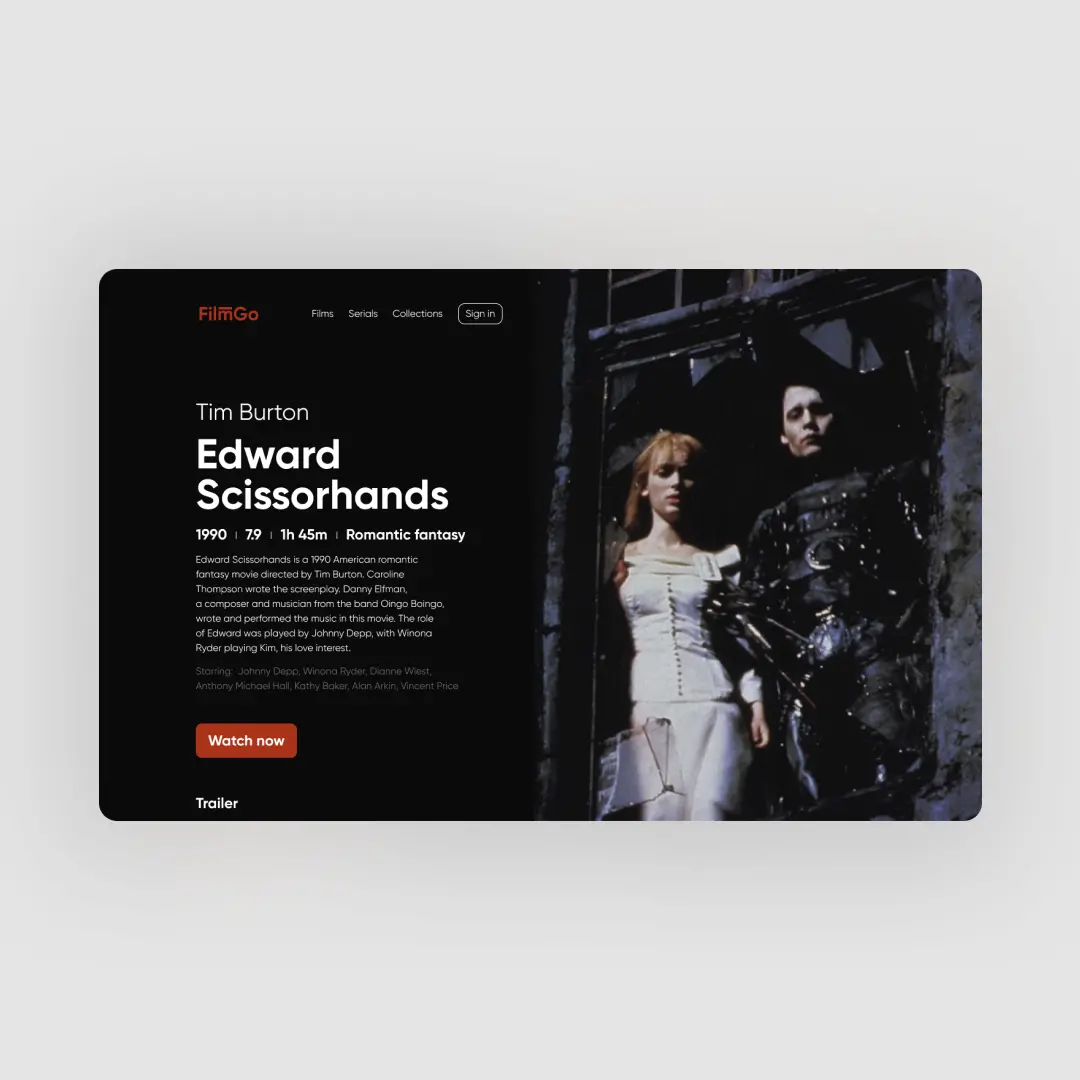 FilmGo
Films Serials Collections Sign in
Tim Burton
Edward
Scissorhands
1990 | 7.9 | 1h 45m | Romantic fantasy
Edward Scissorhands is a 1990 American romantic
fantasy movie directed by Tim Burton. Caroline
Thompson wrote the screenplay. Danny Elfman,
a composer and musician from the band Oingo Boingo,
wrote and performed the music in this movie. The role
of Edward was played by Johnny Depp, with Winona
Ryder playing Kim, his love interest.
Starring: Johnny Depp, Winona Ryder, Dianne Wiest,
Anthony Michael Hall, Kathy Baker, Alan Arkin, Vincent Price
Watch now
Trailer